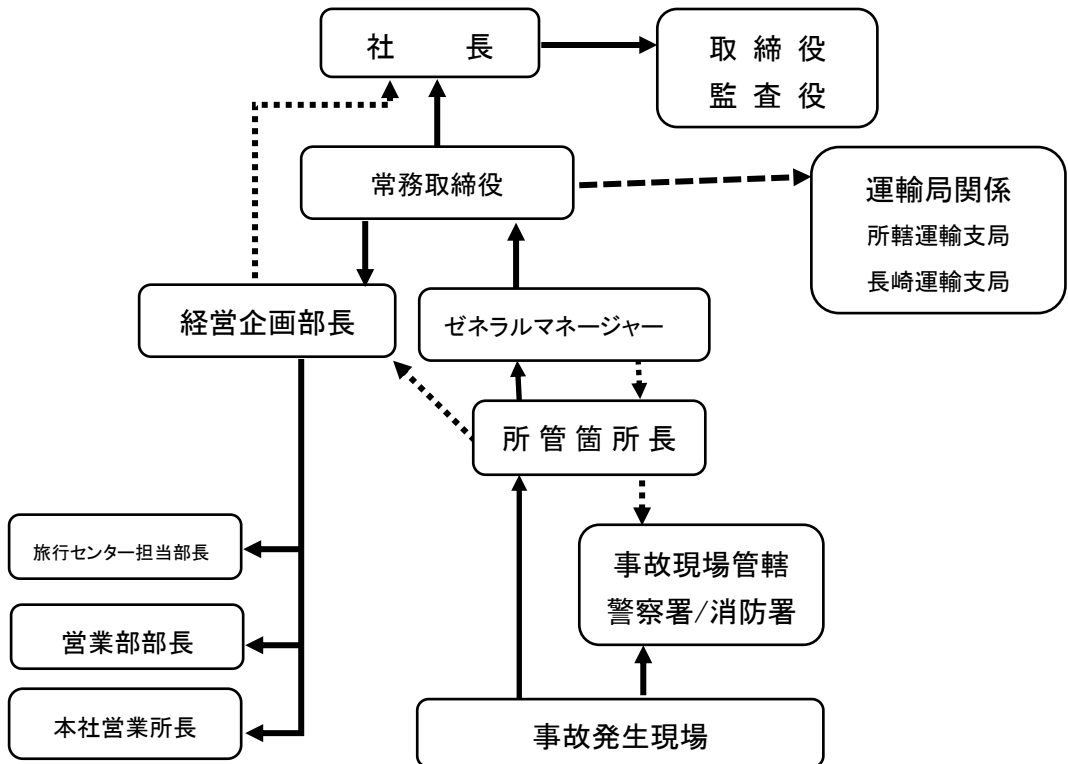 社　　長
取 締 役
監 査 役
常務取締役
運輸局関係
所轄運輸支局
長崎運輸支局
経営企画部長
ゼネラルマネージャー
所 管 箇 所 長
旅行センター担当部長
事故現場管轄
警察署/消防署
営業部部長
本社営業所長
事故発生現場